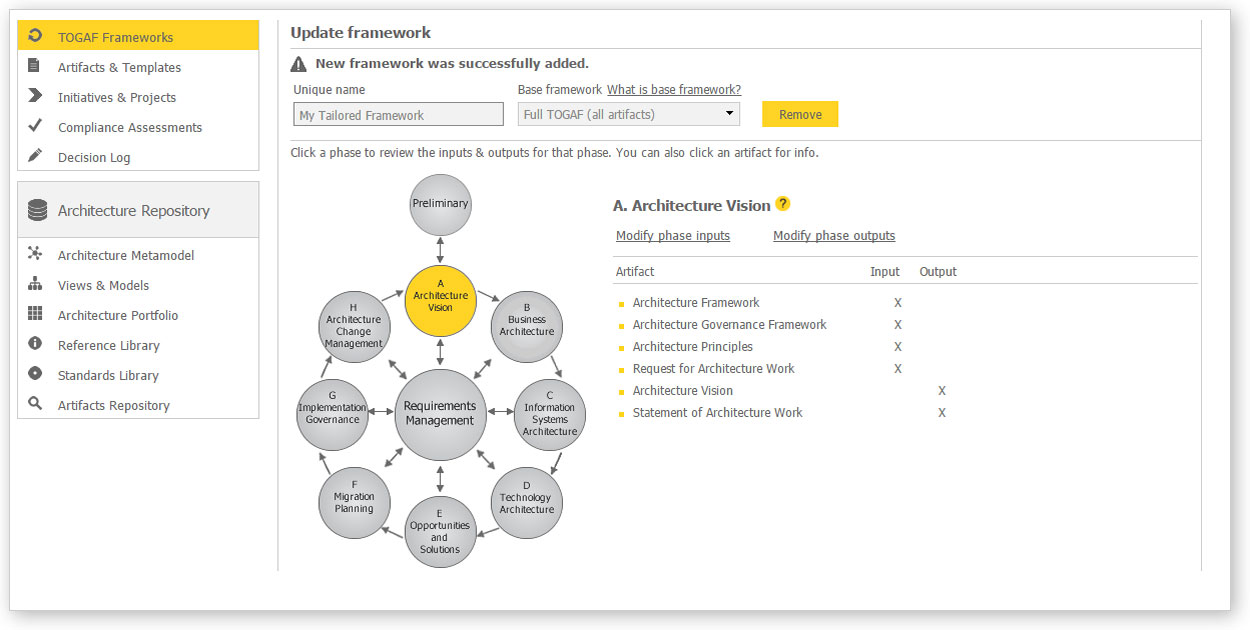 TOGAF Frameworks
Artifacts & Templates
Initiatives & Projects
Compliance Assessments
Decision Log
Architecture Repository
Architecture Metamodel
Views & Models
Architecture Portfolio
Reference Library
Standards Library
Artifacts Repository
Update framework
New framework was successfully added.
Unique name
Base framework What is base framework?
My Tailored Framework
Full TOGAF (all artifacts)
Remove
Click a phase to review the inputs & outputs for that phase. You can also click an artifact for info.
Preliminary
A
Architecture
Vision
B
Business
Architecture
C
Information
Systems
Architecture
D
Technology
Architecture
E
Opportunities
and
Solutions
F
Migration
Planning
G
Implementation
Governance
H
Architecture
Change
Management
Requirements
Management
A. Architecture Vision ?
Modify phase inputs Modify phase outputs
Artifact Input Output
Architecture Framework X
Architecture Governance Framework X
Architecture Principles X
Request for Architecture Work X
Architecture Vision X
Statement of Architecture Work X